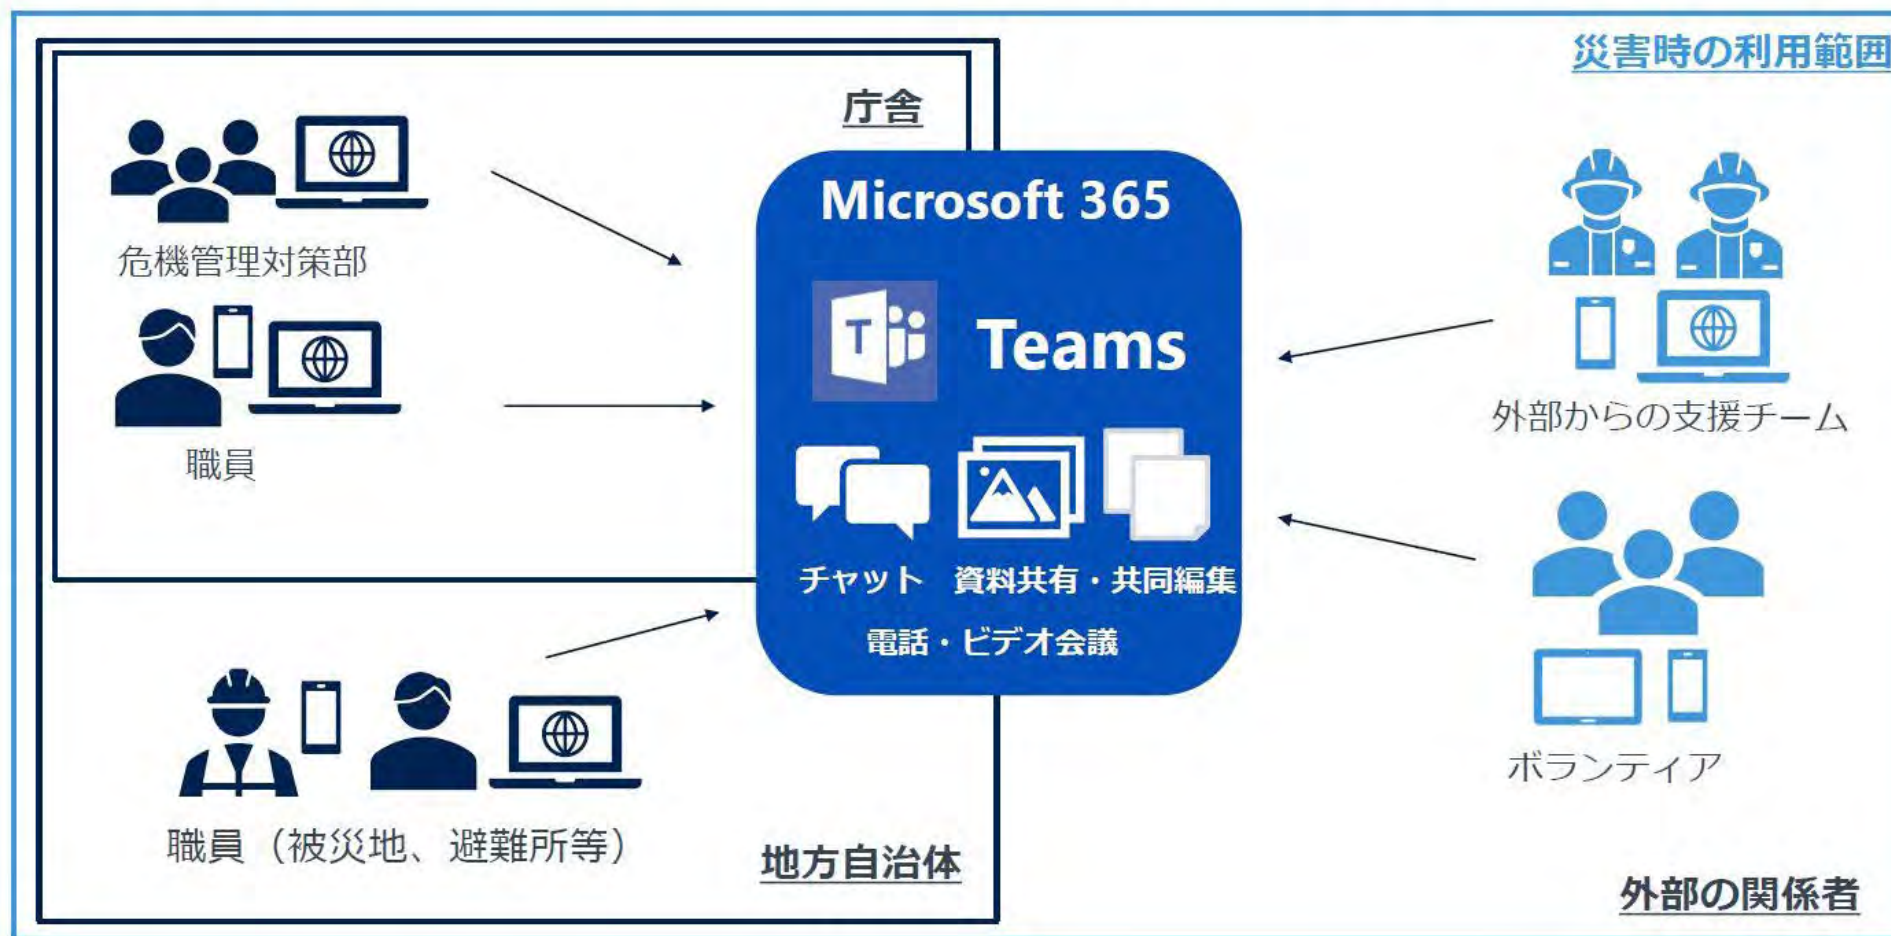 災害時の利用範囲
庁舎
危機管理対策部
職員
Microsoft 365
T
Teams
チャット 資料共有・共同編集
電話・ビデオ会議
外部からの支援チーム
ボランティア
職員（被災地、避難所等）
地方自治体
外部の関係者